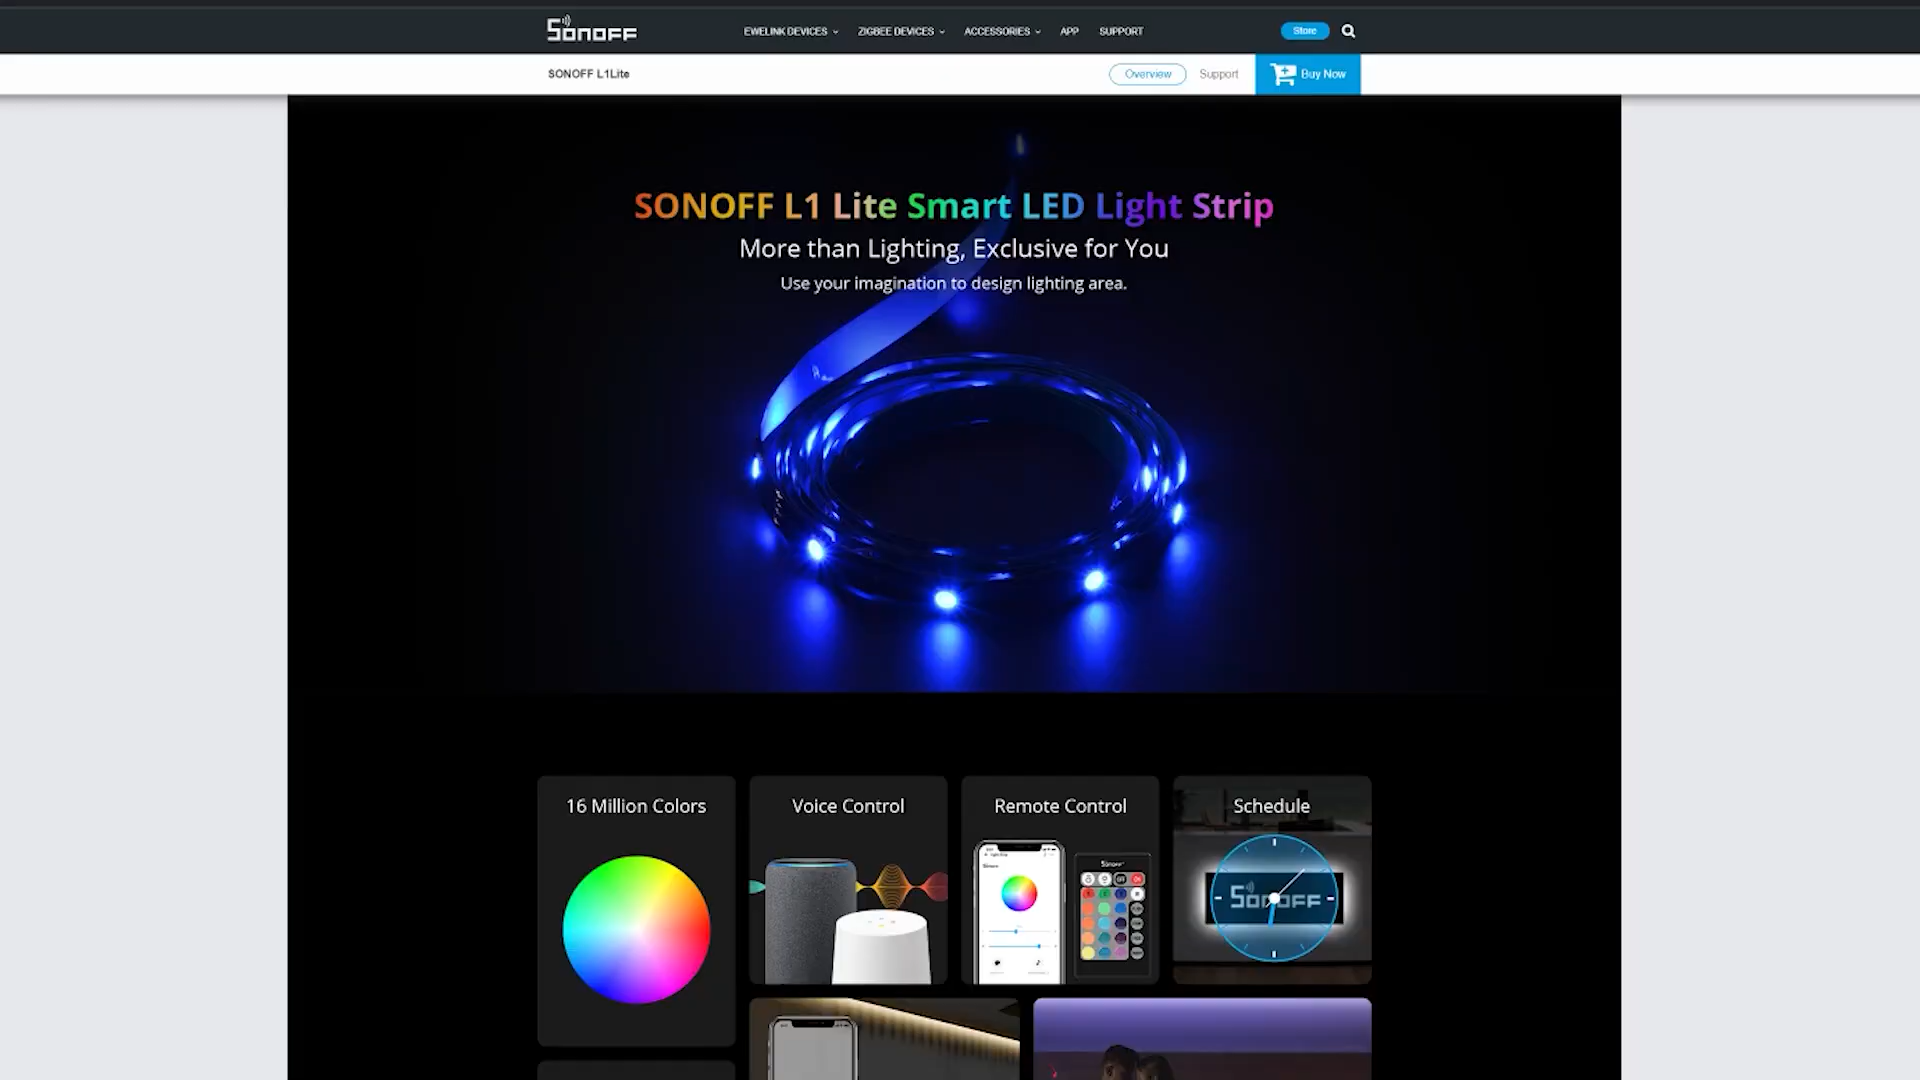 SONOFF
EWELINK DEVICES
ZIGBEE DEVICES
ACCESSORIES
APP
SUPPORT
Store
SONOFF L1Lite
Overview
Support
Buy Now
SONOFF L1 Lite Smart LED Light Strip
More than Lighting, Exclusive for You
Use your imagination to design lighting area.
16 Million Colors
Voice Control
Remote Control
Schedule
SONOFF
SONOFF